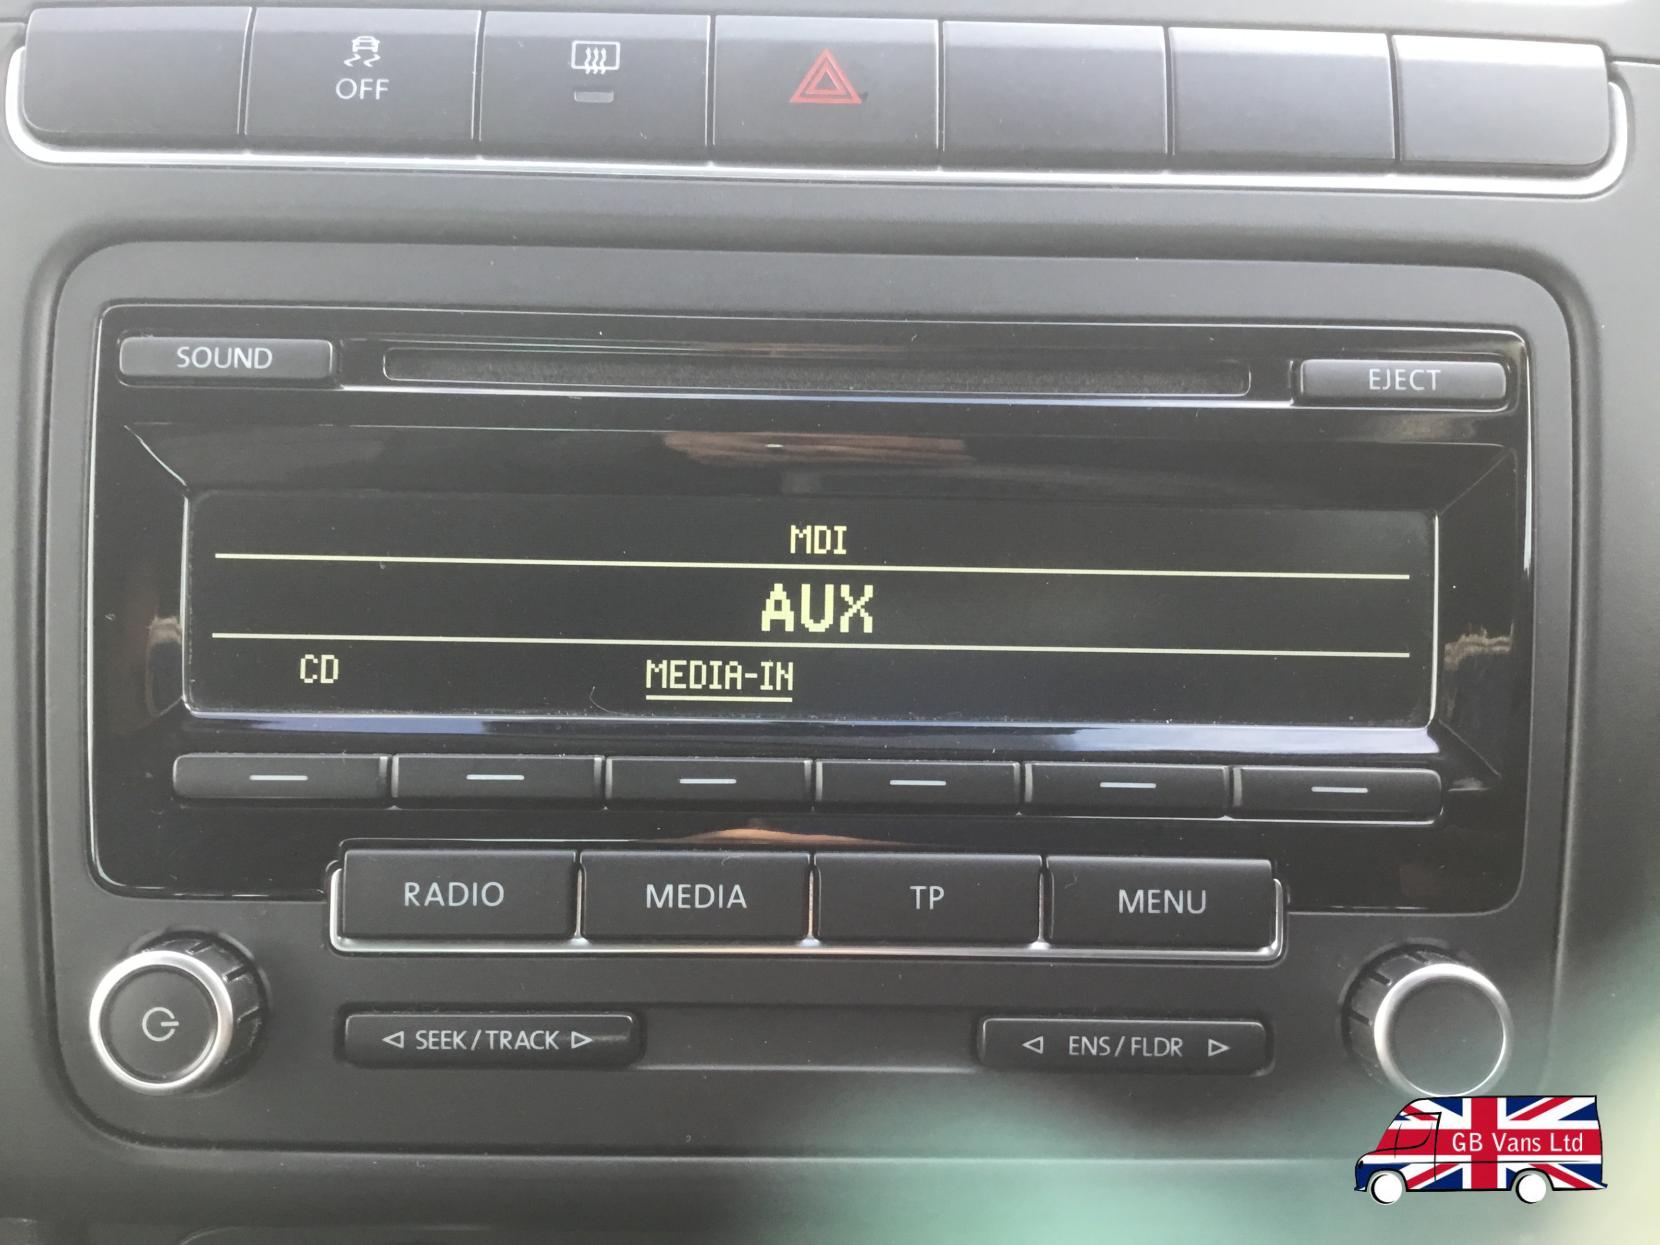 OFF
SOUND
EJECT
MDI
AUX
CD MEDIA-IN
RADIO MEDIA TP MENU
SEEK/TRACK ENS/FLDR
GB Vans Ltd